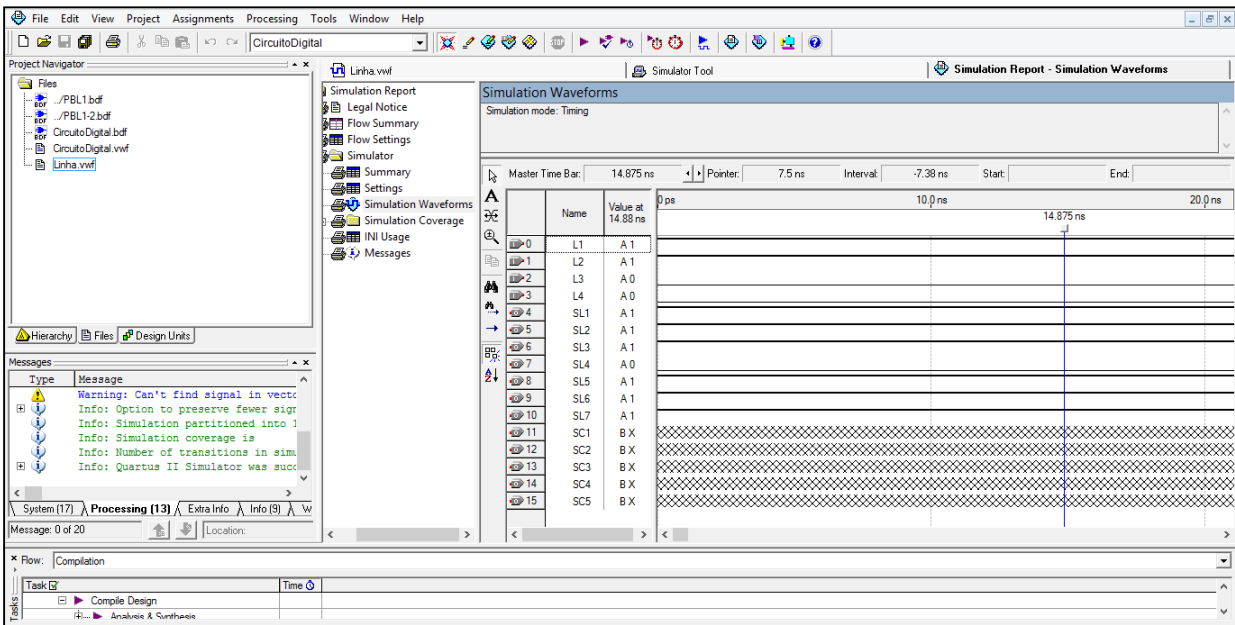 File Edit View Project Assignments Processing Tools Window Help
CircuitoDigital
STOP
Project Navigator
Files
BDF ../PBL1.bdf
BDF ../PBL1-2.bdf
BDF CircuitoDigital.bdf
CircuitoDigital.vwf
Linha.vwf
Hierarchy Files Design Units
Messages
Type Message
Warning: Can't find signal in vecto
Info: Option to preserve fewer sign
Info: Simulation partitioned into 1
Info: Simulation coverage is
Info: Number of transitions in simu
Info: Quartus II Simulator was succ
System (17) Processing (13) Extra Info Info (9) W
Message: 0 of 20 Location:
Linha.vwf Simulator Tool Simulation Report - Simulation Waveforms
Simulation Report
Legal Notice
Flow Summary
Flow Settings
Simulator
Summary
Settings
Simulation Waveforms
Simulation Coverage
INI Usage
Messages
Simulation Waveforms
Simulation mode: Timing
Master Time Bar: 14.875 ns Pointer: 7.5 ns Interval: -7.38 ns Start: End:
Name Value at 14.88 ns 0 ps 10.0 ns 20.0 ns
14.875 ns
0 L1 A 1
1 L2 A 1
2 L3 A 0
3 L4 A 0
4 SL1 A 1
5 SL2 A 1
6 SL3 A 1
7 SL4 A 0
8 SL5 A 1
9 SL6 A 1
10 SL7 A 1
11 SC1 B X
12 SC2 B X
13 SC3 B X
14 SC4 B X
15 SC5 B X
Flow: Compilation
Tasks
Task Time
Compile Design
Analysis & Synthesis